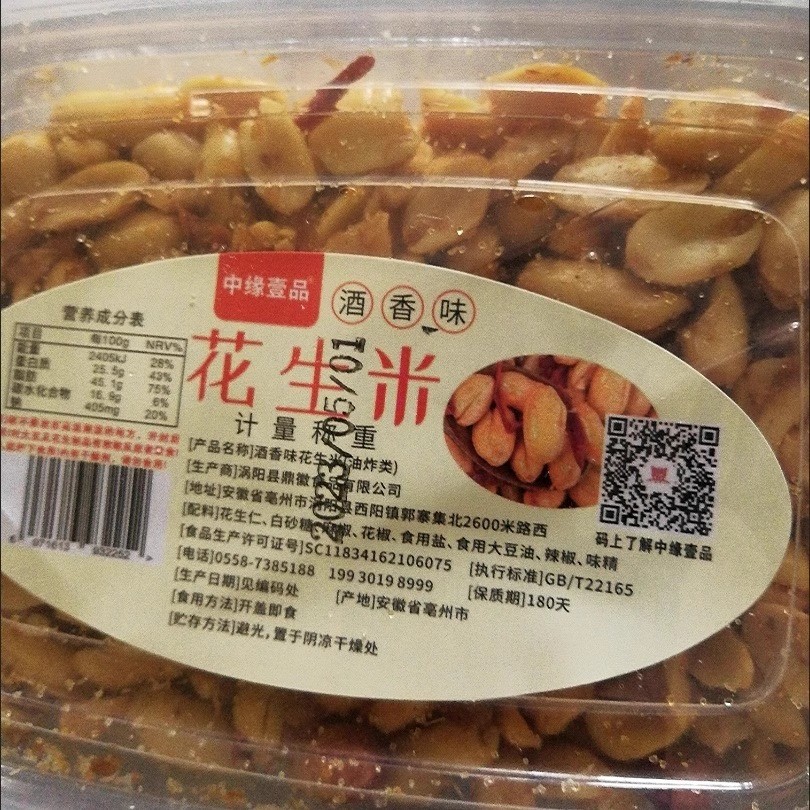 中缘壹品
酒香味
花生米
计量称重
2023/05/01
营养成分表
项目 每100g NRV%
能量 2405kJ 28%
蛋白质 25.5g 43%
脂肪 45.1g 75%
碳水化合物 16.9g 6%
钠 405mg 20%
[产品名称]酒香味花生米(油炸类)
[生产商]涡阳县鼎徽食品有限公司
[地址]安徽省亳州市涡阳县西阳镇郭寨集北2600米路西
[配料]花生仁、白砂糖、麻椒、花椒、食用盐、食用大豆油、辣椒、味精
[食品生产许可证号]SC11834162106075 [执行标准]GB/T22165
[电话]0558-7385188 199 3019 8999 [保质期]180天
[生产日期]见编码处 [产地]安徽省亳州市
[食用方法]开盖即食
[贮存方法]避光,置于阴凉干燥处
码上了解中缘壹品